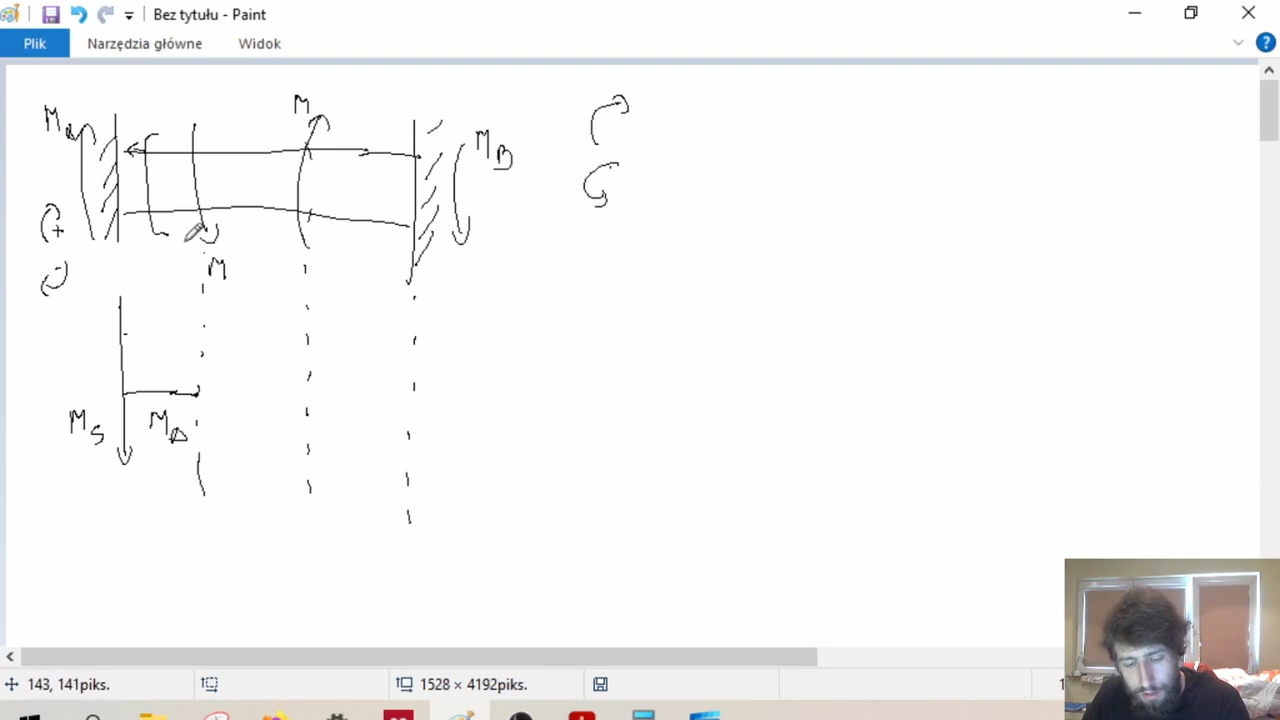 Bez tytułu - Paint
Plik Narzędzia główne Widok
M
M B
M
M S
M
143, 141piks.
1528 × 4192piks.